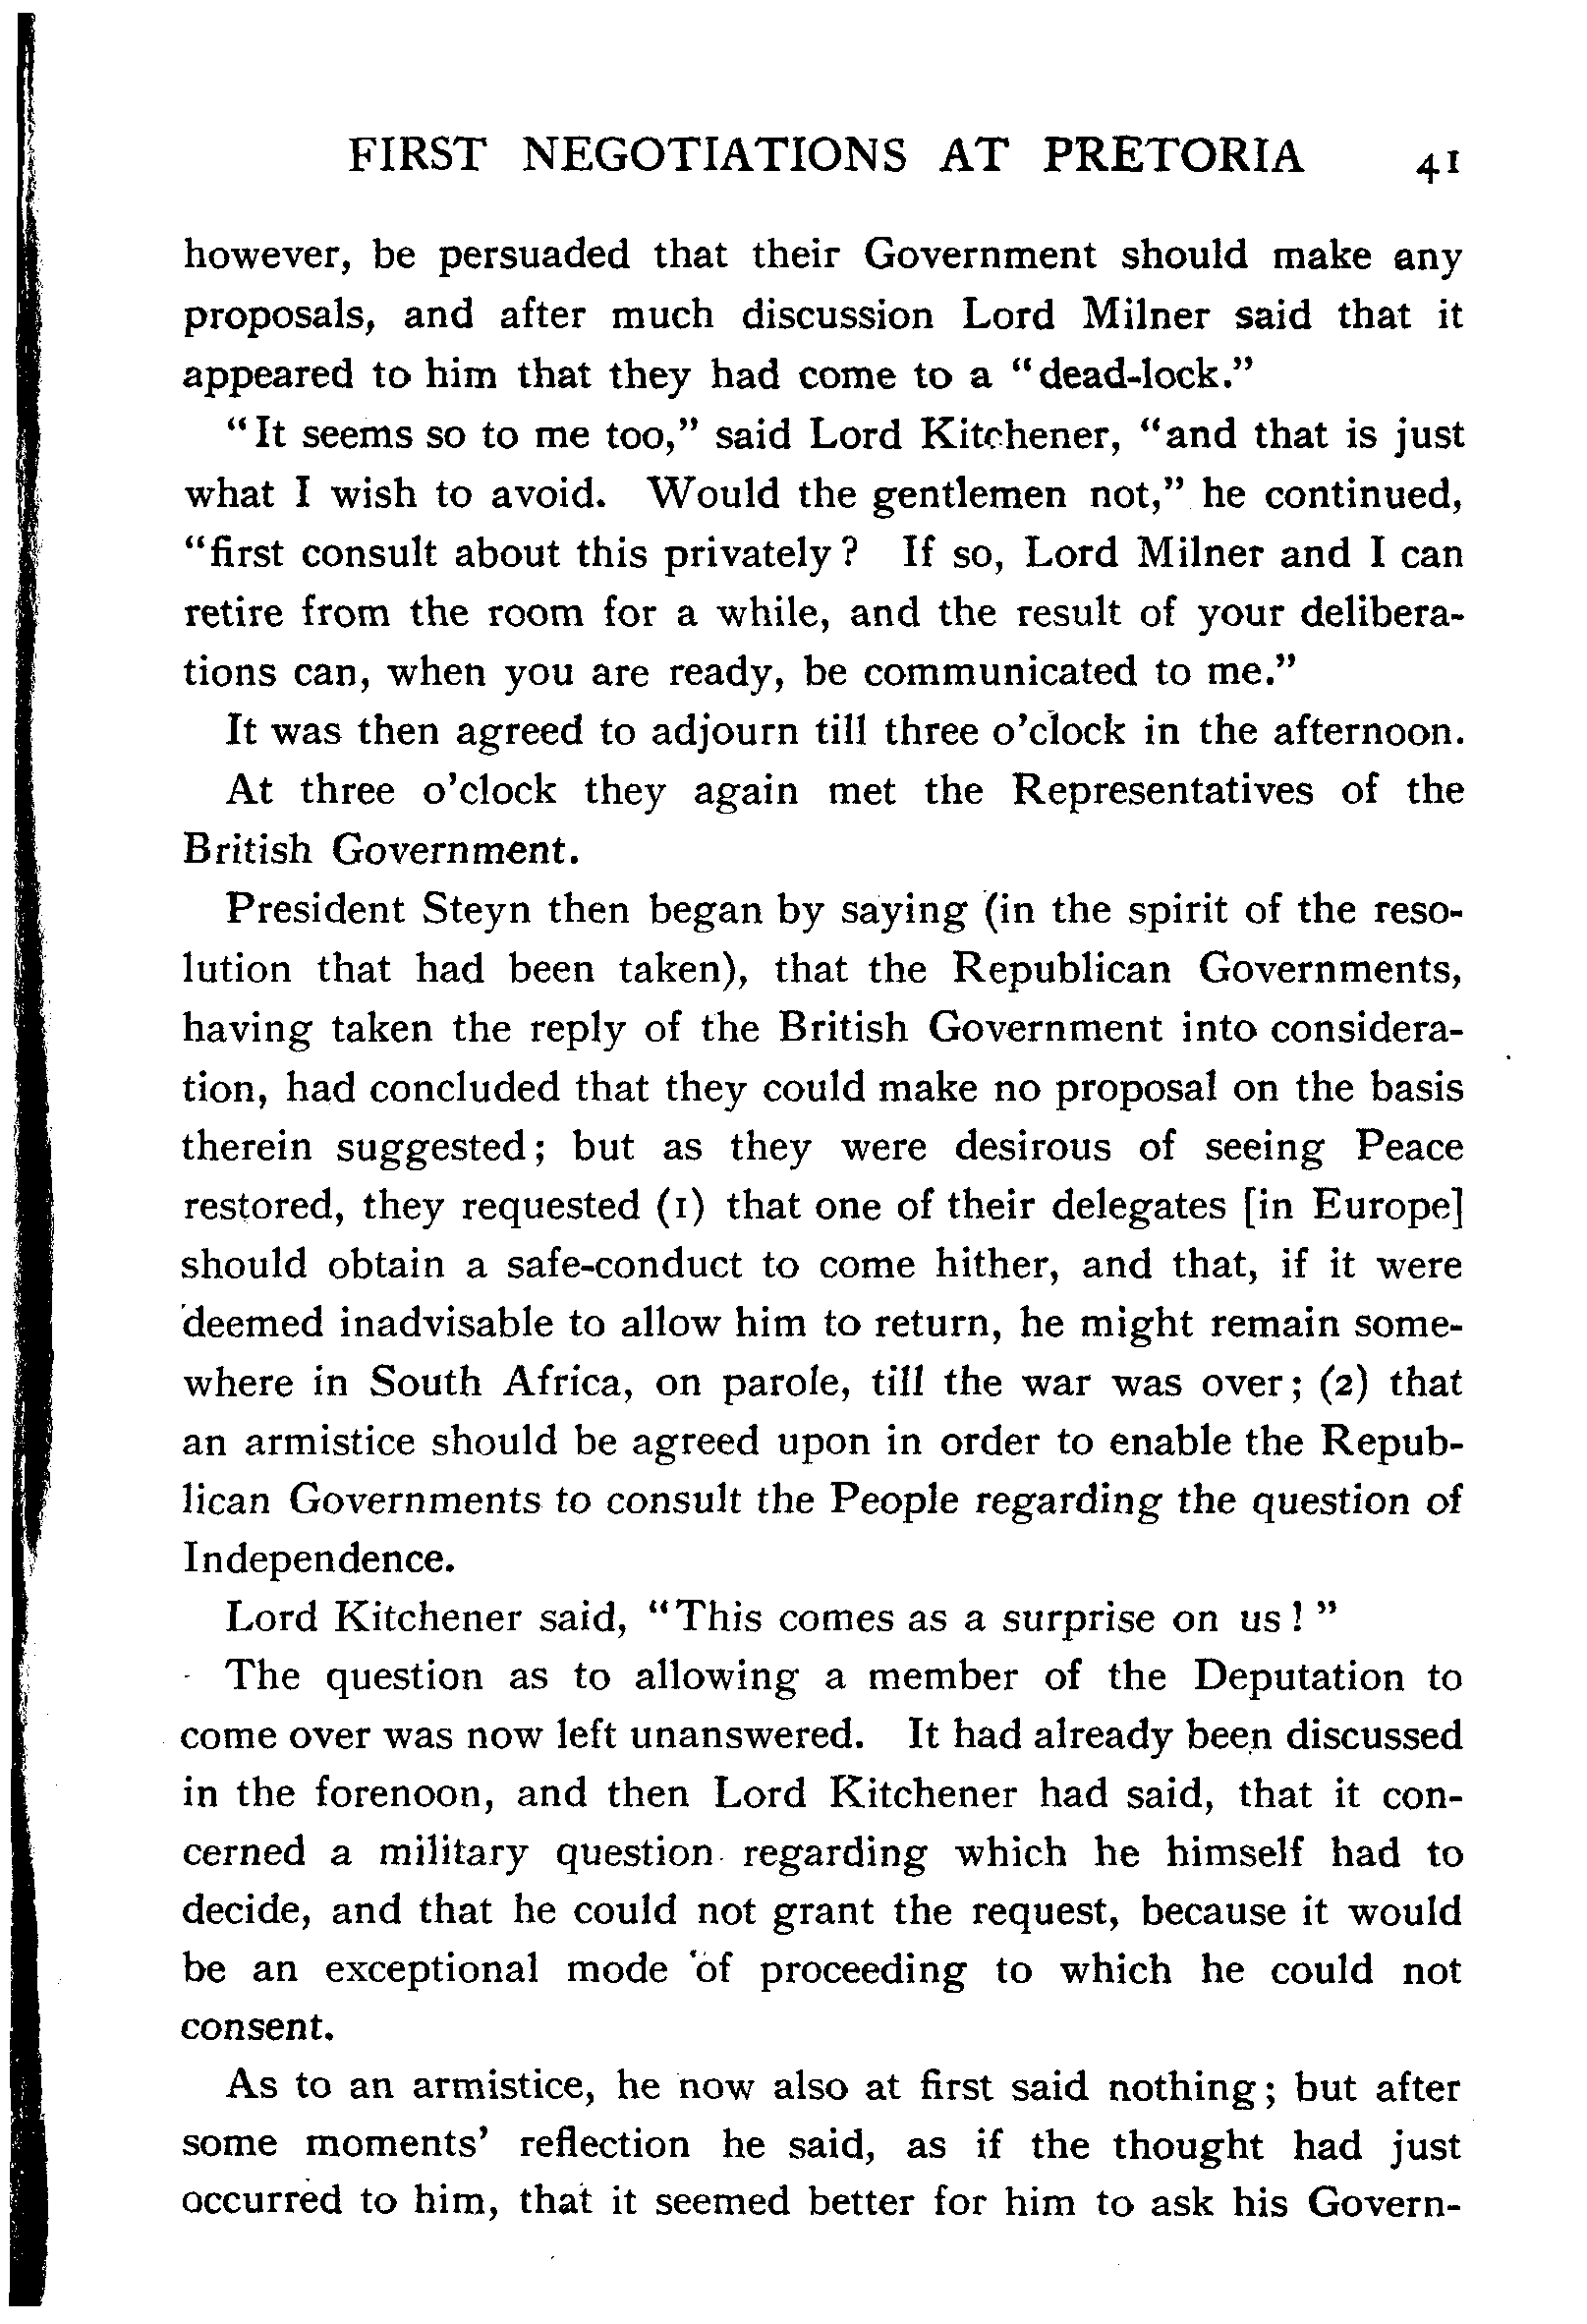 FIRST NEGOTIATIONS AT PRETORIA 41
however, be persuaded that their Government should make any
proposals, and after much discussion Lord Milner said that it
appeared to him that they had come to a "dead-lock."
"It seems so to me too," said Lord Kitchener, "and that is just
what I wish to avoid. Would the gentlemen not," he continued,
"first consult about this privately? If so, Lord Milner and I can
retire from the room for a while, and the result of your delibera-
tions can, when you are ready, be communicated to me."
It was then agreed to adjourn till three o'clock in the afternoon.
At three o'clock they again met the Representatives of the
British Government.
President Steyn then began by saying (in the spirit of the reso-
lution that had been taken), that the Republican Governments,
having taken the reply of the British Government into considera-
tion, had concluded that they could make no proposal on the basis
therein suggested; but as they were desirous of seeing Peace
restored, they requested (1) that one of their delegates [in Europe]
should obtain a safe-conduct to come hither, and that, if it were
deemed inadvisable to allow him to return, he might remain some-
where in South Africa, on parole, till the war was over; (2) that
an armistice should be agreed upon in order to enable the Repub-
lican Governments to consult the People regarding the question of
Independence.
Lord Kitchener said, "This comes as a surprise on us!"
The question as to allowing a member of the Deputation to
come over was now left unanswered. It had already been discussed
in the forenoon, and then Lord Kitchener had said, that it con-
cerned a military question regarding which he himself had to
decide, and that he could not grant the request, because it would
be an exceptional mode of proceeding to which he could not
consent.
As to an armistice, he now also at first said nothing; but after
some moments' reflection he said, as if the thought had just
occurred to him, that it seemed better for him to ask his Govern-